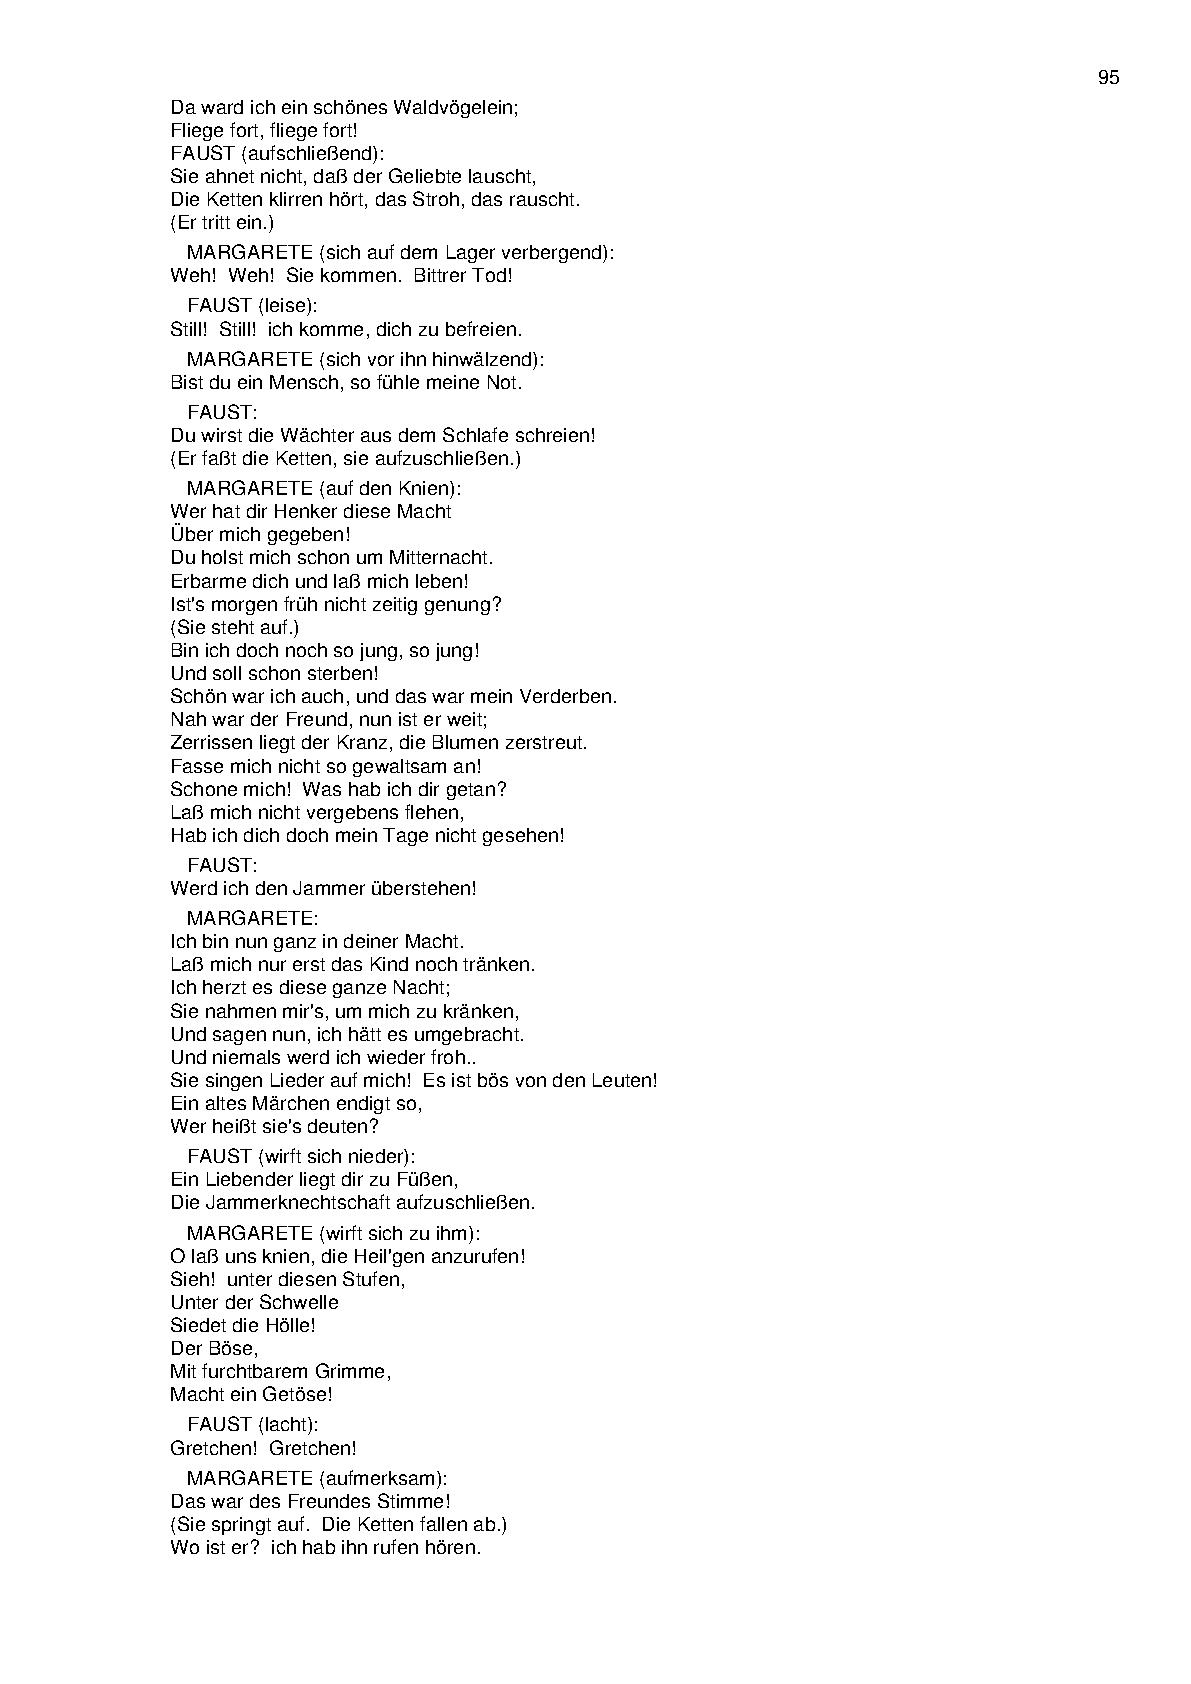 95
Da ward ich ein schönes Waldvögelein;
Fliege fort, fliege fort!
FAUST (aufschließend):
Sie ahnet nicht, daß der Geliebte lauscht,
Die Ketten klirren hört, das Stroh, das rauscht.
(Er tritt ein.)
MARGARETE (sich auf dem Lager verbergend):
Weh! Weh! Sie kommen. Bittrer Tod!
FAUST (leise):
Still! Still! ich komme, dich zu befreien.
MARGARETE (sich vor ihn hinwälzend):
Bist du ein Mensch, so fühle meine Not.
FAUST:
Du wirst die Wächter aus dem Schlafe schreien!
(Er faßt die Ketten, sie aufzuschließen.)
MARGARETE (auf den Knien):
Wer hat dir Henker diese Macht
Über mich gegeben!
Du holst mich schon um Mitternacht.
Erbarme dich und laß mich leben!
Ist's morgen früh nicht zeitig genung?
(Sie steht auf.)
Bin ich doch noch so jung, so jung!
Und soll schon sterben!
Schön war ich auch, und das war mein Verderben.
Nah war der Freund, nun ist er weit;
Zerrissen liegt der Kranz, die Blumen zerstreut.
Fasse mich nicht so gewaltsam an!
Schone mich! Was hab ich dir getan?
Laß mich nicht vergebens flehen,
Hab ich dich doch mein Tage nicht gesehen!
FAUST:
Werd ich den Jammer überstehen!
MARGARETE:
Ich bin nun ganz in deiner Macht.
Laß mich nur erst das Kind noch tränken.
Ich herzt es diese ganze Nacht;
Sie nahmen mir's, um mich zu kränken,
Und sagen nun, ich hätt es umgebracht.
Und niemals werd ich wieder froh..
Sie singen Lieder auf mich! Es ist bös von den Leuten!
Ein altes Märchen endigt so,
Wer heißt sie's deuten?
FAUST (wirft sich nieder):
Ein Liebender liegt dir zu Füßen,
Die Jammerknechtschaft aufzuschließen.
MARGARETE (wirft sich zu ihm):
O laß uns knien, die Heil'gen anzurufen!
Sieh! unter diesen Stufen,
Unter der Schwelle
Siedet die Hölle!
Der Böse,
Mit furchtbarem Grimme,
Macht ein Getöse!
FAUST (lacht):
Gretchen! Gretchen!
MARGARETE (aufmerksam):
Das war des Freundes Stimme!
(Sie springt auf. Die Ketten fallen ab.)
Wo ist er? ich hab ihn rufen hören.